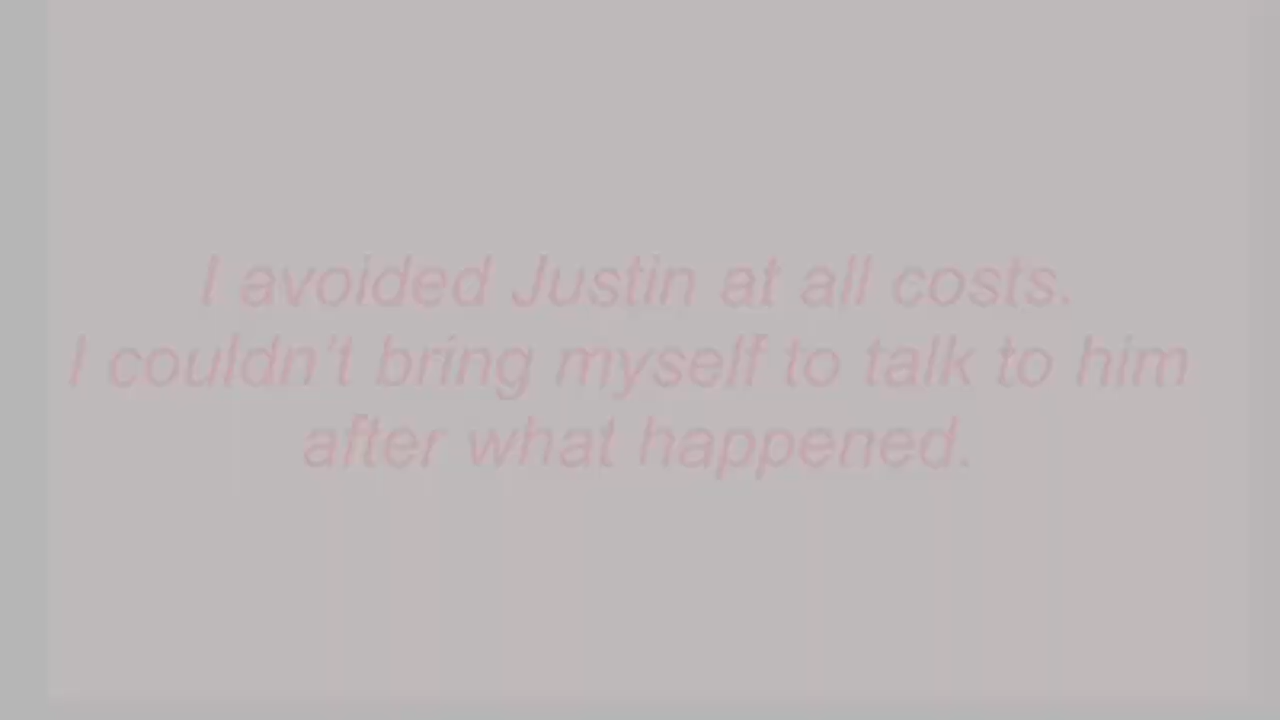 I avoided Justin at all costs.
I couldn't bring myself to talk to him
after what happened.